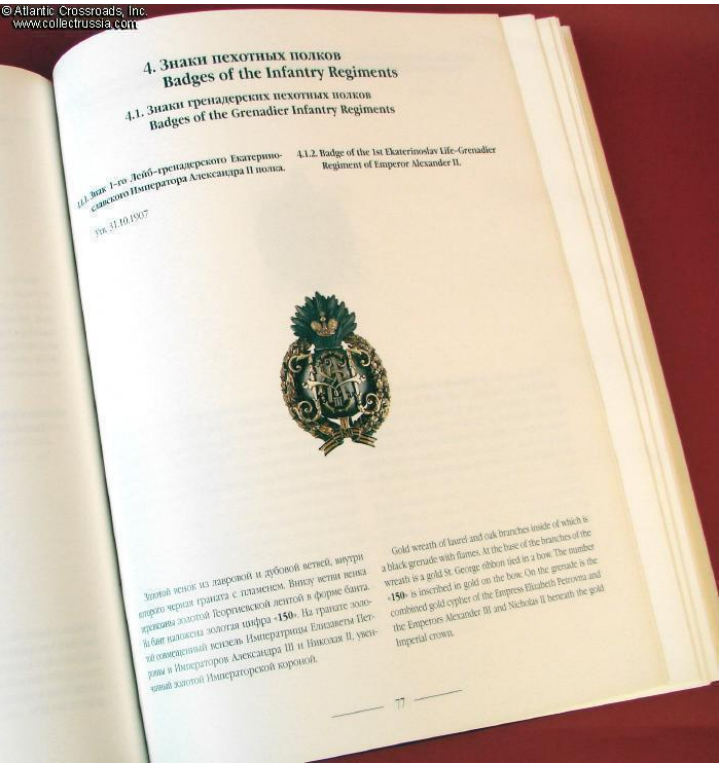 © Atlantic Crossroads, Inc.
www.collectrussia.com
4. Знаки пехотных полков
Badges of the Infantry Regiments
4.1. Знаки гренадерских пехотных полков
Badges of the Grenadier Infantry Regiments
Знак 1-го Лейб-гренадерского Екатерино-
славского Императора Александра II полка.
Утв. 31.10.1907
4.1.2. Badge of the 1st Ekaterinoslav Life-Grenadier
Regiment of Emperor Alexander II.
Золотой венок из лавровой и дубовой ветвей, внутри
которого черная граната с пламенем. Внизу ветви венка
перевязаны золотой Георгиевской лентой в форме банта.
На бант наложена золотая цифра «150». На гранате золо-
той совмещенный вензель Императрицы Елизаветы Пет-
ровны и Императоров Александра III и Николая II, увен-
чанный золотой Императорской короной.
Gold wreath of laurel and oak branches inside of which is
a black grenade with flames. At the base of the branches of the
wreath is a gold St. George ribbon tied in a bow. The number
«150» is inscribed in gold on the bow. On the grenade is the
combined gold cypher of the Empress Elizabeth Petrovna and
the Emperors Alexander III and Nicholas II beneath the gold
Imperial crown.
77